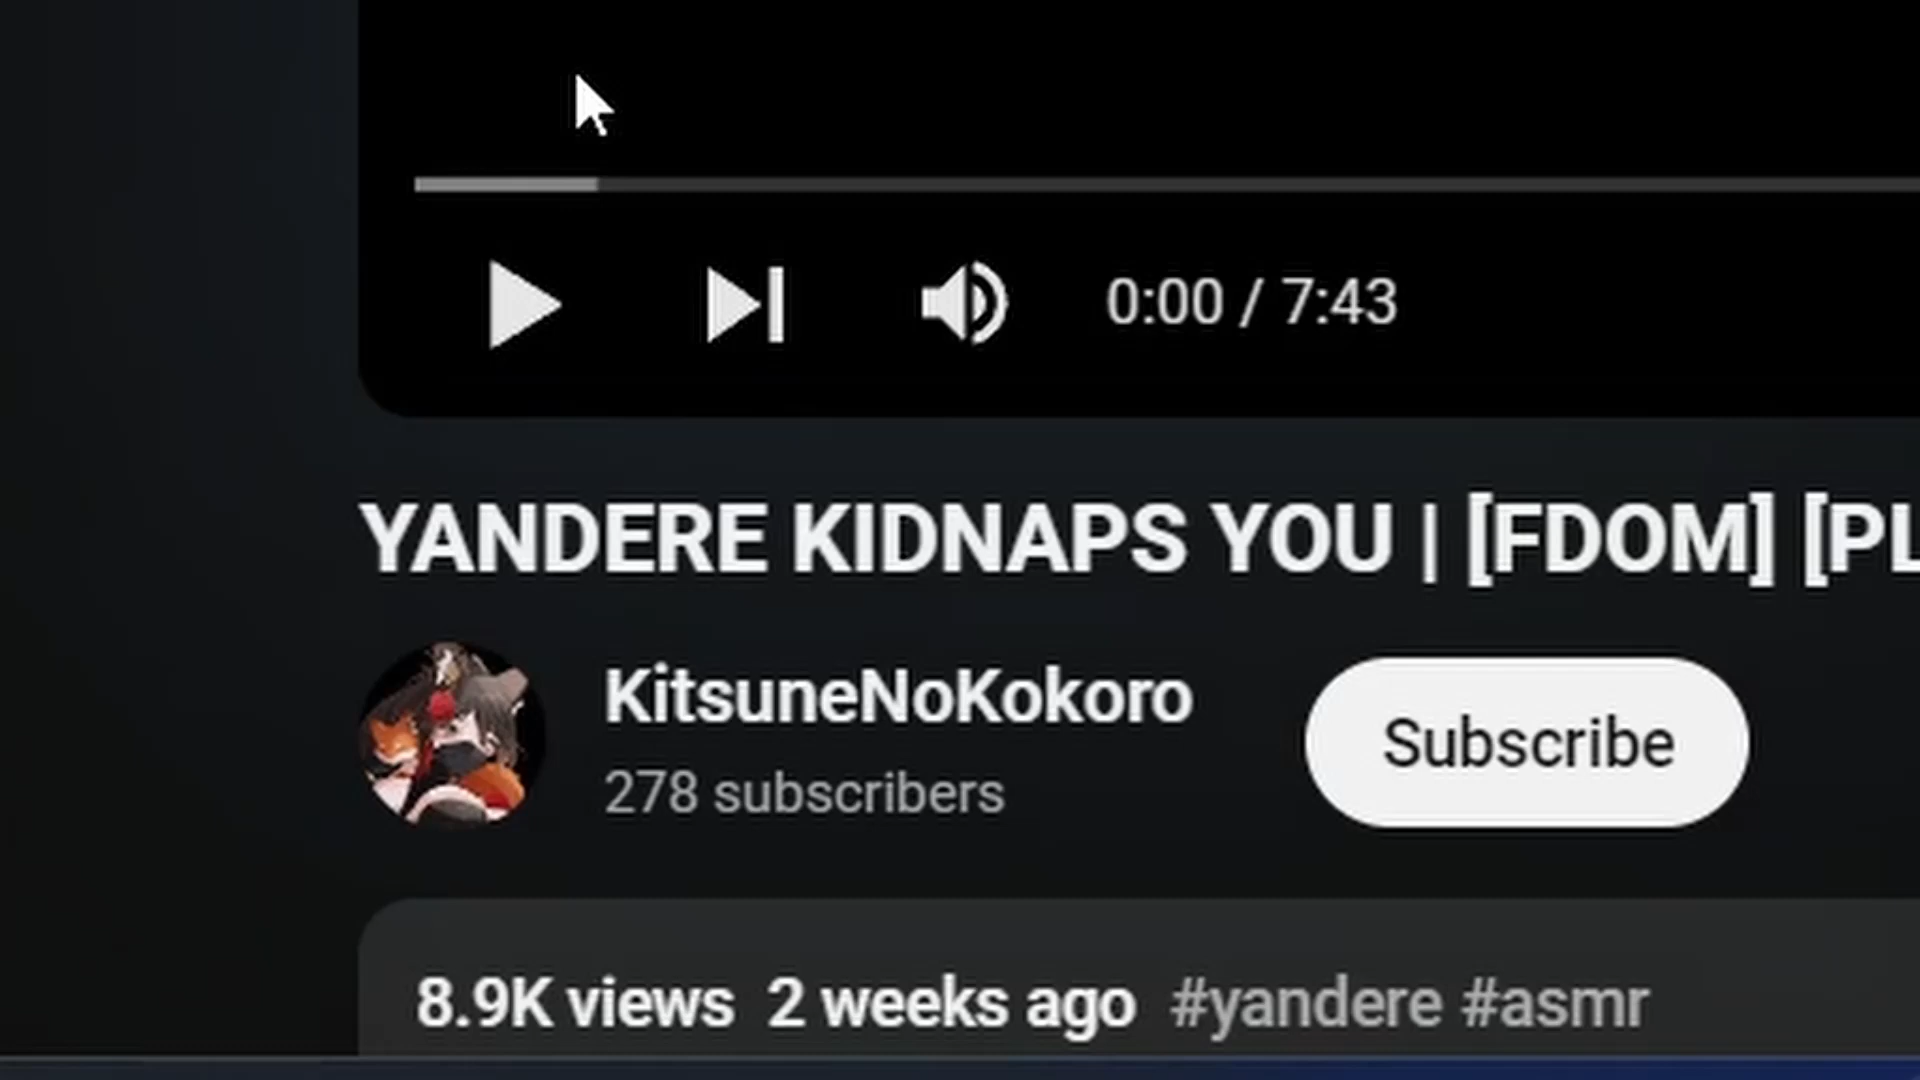 0:00 / 7:43
YANDERE KIDNAPS YOU | [FDOM] [PL
KitsuneNoKokoro
Subscribe
278 subscribers
8.9K views 2 weeks ago #yandere #asmr